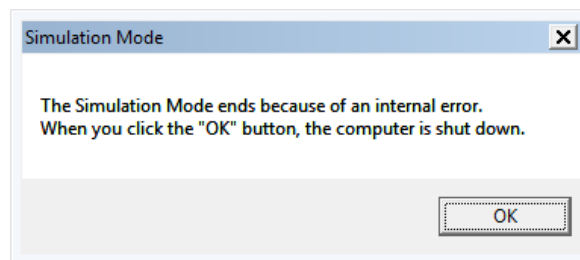 Simulation Mode
The Simulation Mode ends because of an internal error.
When you click the "OK" button, the computer is shut down.
OK